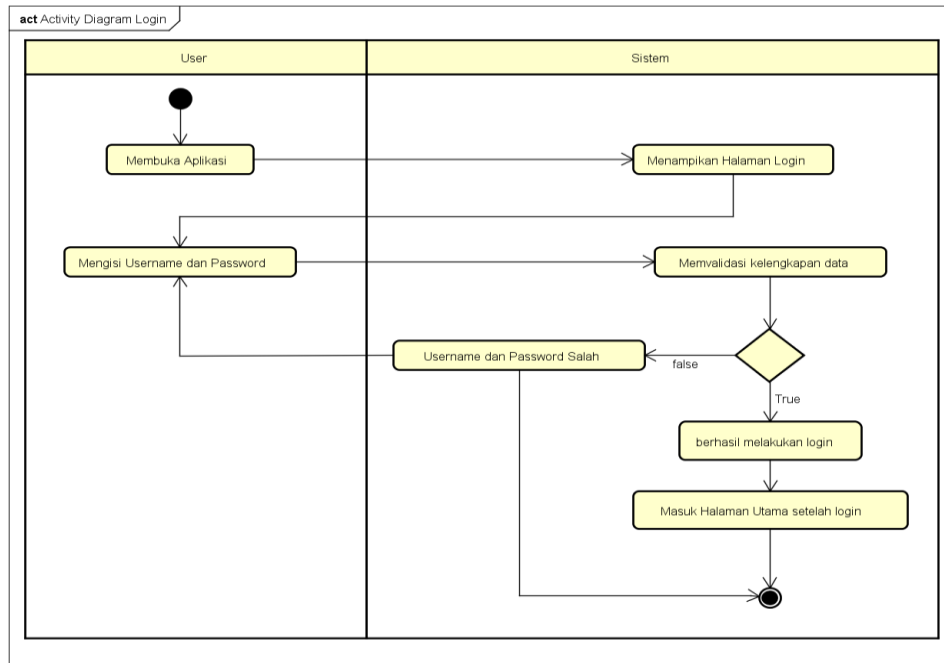 act Activity Diagram Login
User
Sistem
Membuka Aplikasi
Menampikan Halaman Login
Mengisi Username dan Password
Memvalidasi kelengkapan data
Username dan Password Salah
false
True
berhasil melakukan login
Masuk Halaman Utama setelah login